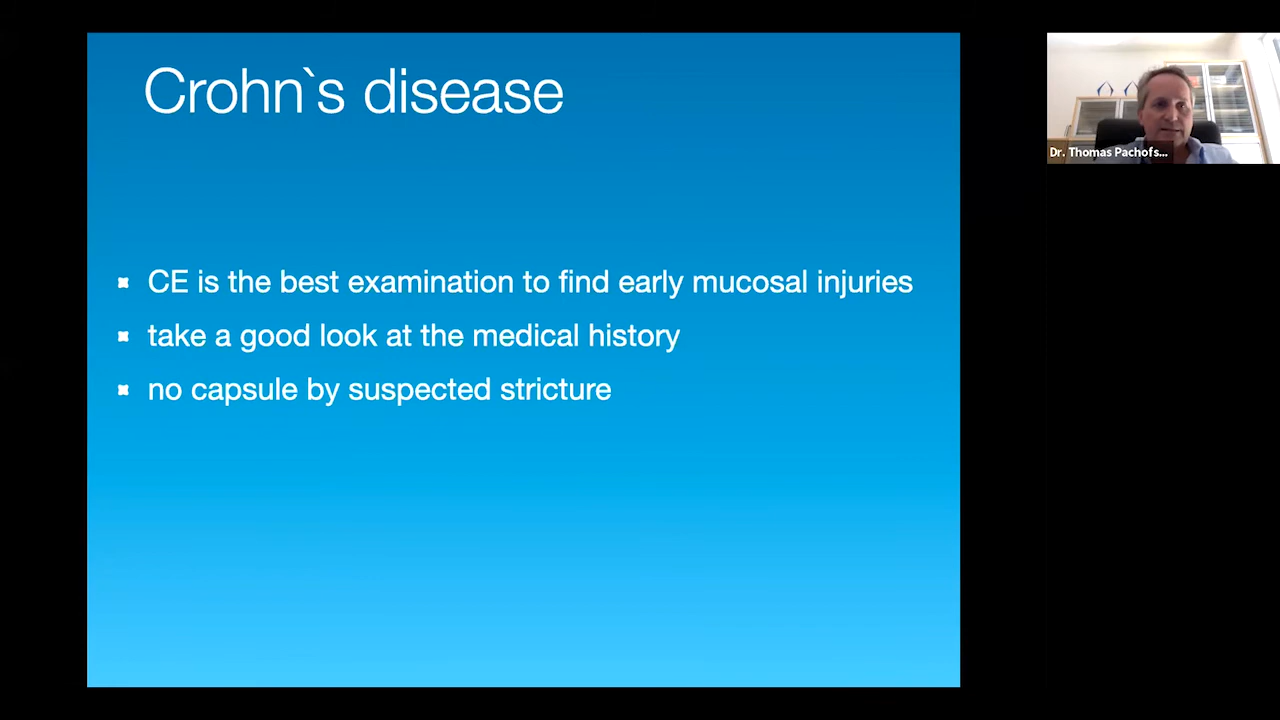 Crohn`s disease
CE is the best examination to find early mucosal injuries
take a good look at the medical history
no capsule by suspected stricture
Dr. Thomas Pachofs...